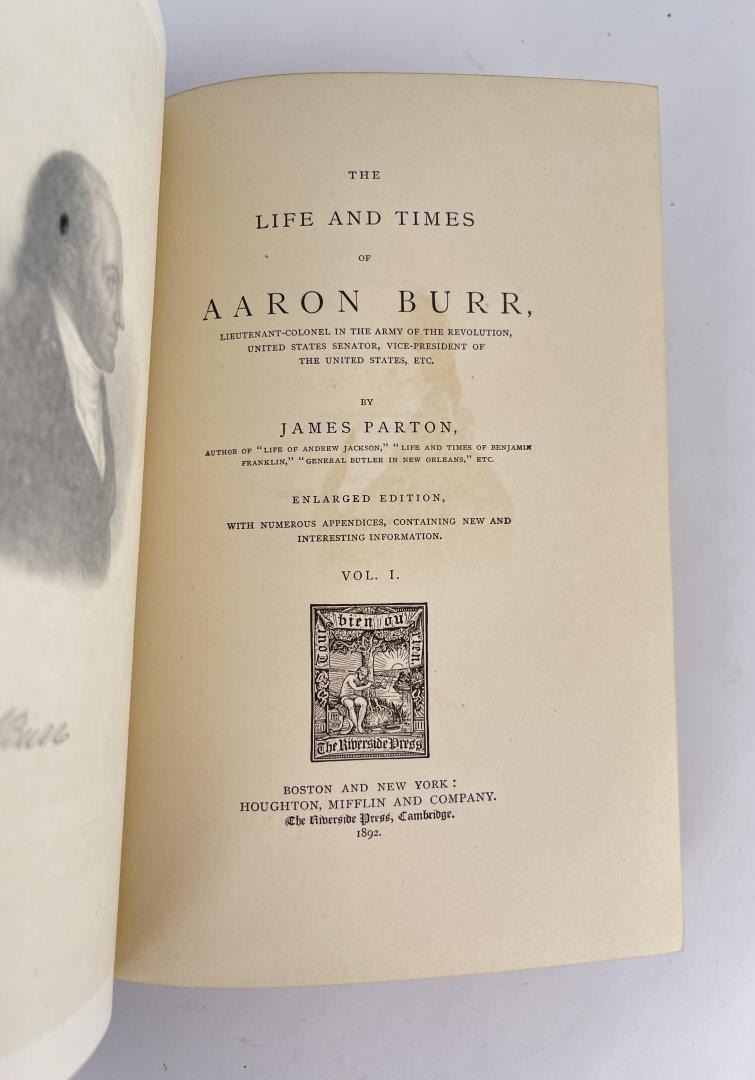 THE
LIFE AND TIMES
OF
AARON BURR,
LIEUTENANT-COLONEL IN THE ARMY OF THE REVOLUTION,
UNITED STATES SENATOR, VICE-PRESIDENT OF
THE UNITED STATES, ETC.
BY
JAMES PARTON,
AUTHOR OF "LIFE OF ANDREW JACKSON," "LIFE AND TIMES OF BENJAMIN
FRANKLIN," "GENERAL BUTLER IN NEW ORLEANS," ETC.
ENLARGED EDITION,
WITH NUMEROUS APPENDICES, CONTAINING NEW AND
INTERESTING INFORMATION.
VOL. I.
Tout bien ou rien
The Riverside Press
BOSTON AND NEW YORK:
HOUGHTON, MIFFLIN AND COMPANY.
The Riverside Press, Cambridge.
1892.
Burr